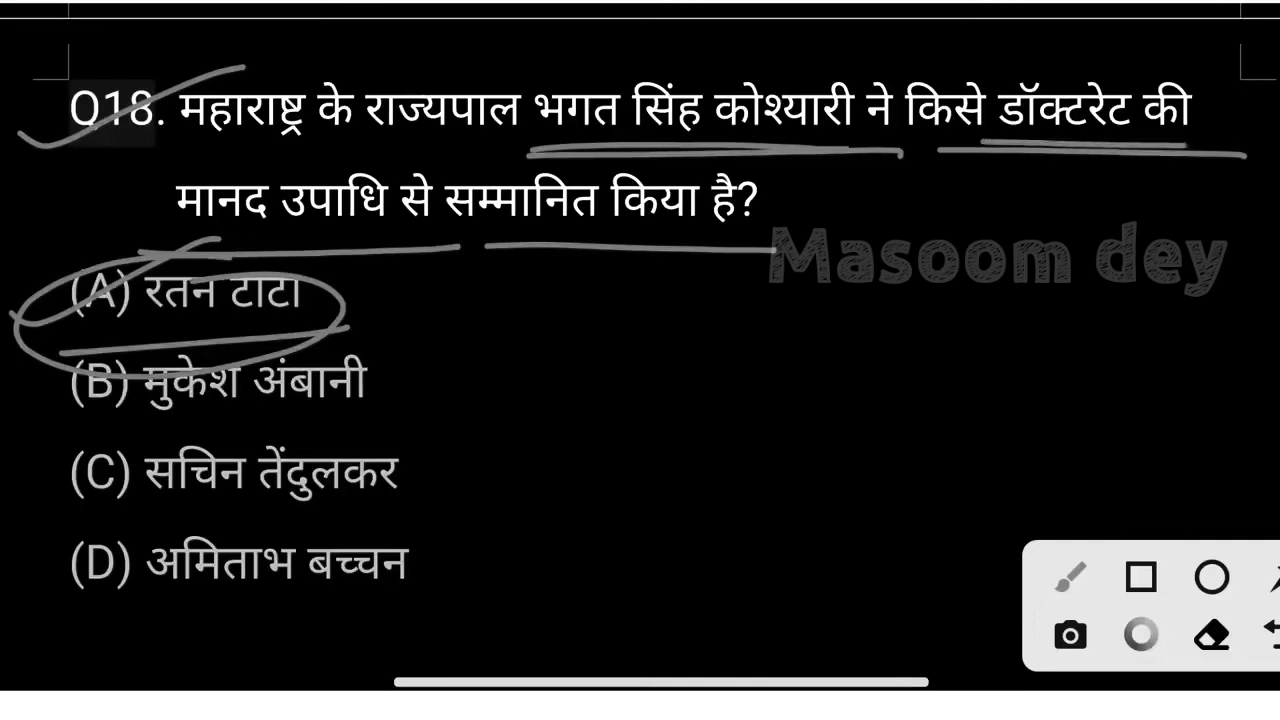 Q18. महाराष्ट्र के राज्यपाल भगत सिंह कोश्यारी ने किसे डॉक्टरेट की
मानद उपाधि से सम्मानित किया है?
Masoom dey
(A) रतन टाटा
(B) मुकेश अंबानी
(C) सचिन तेंदुलकर
(D) अमिताभ बच्चन